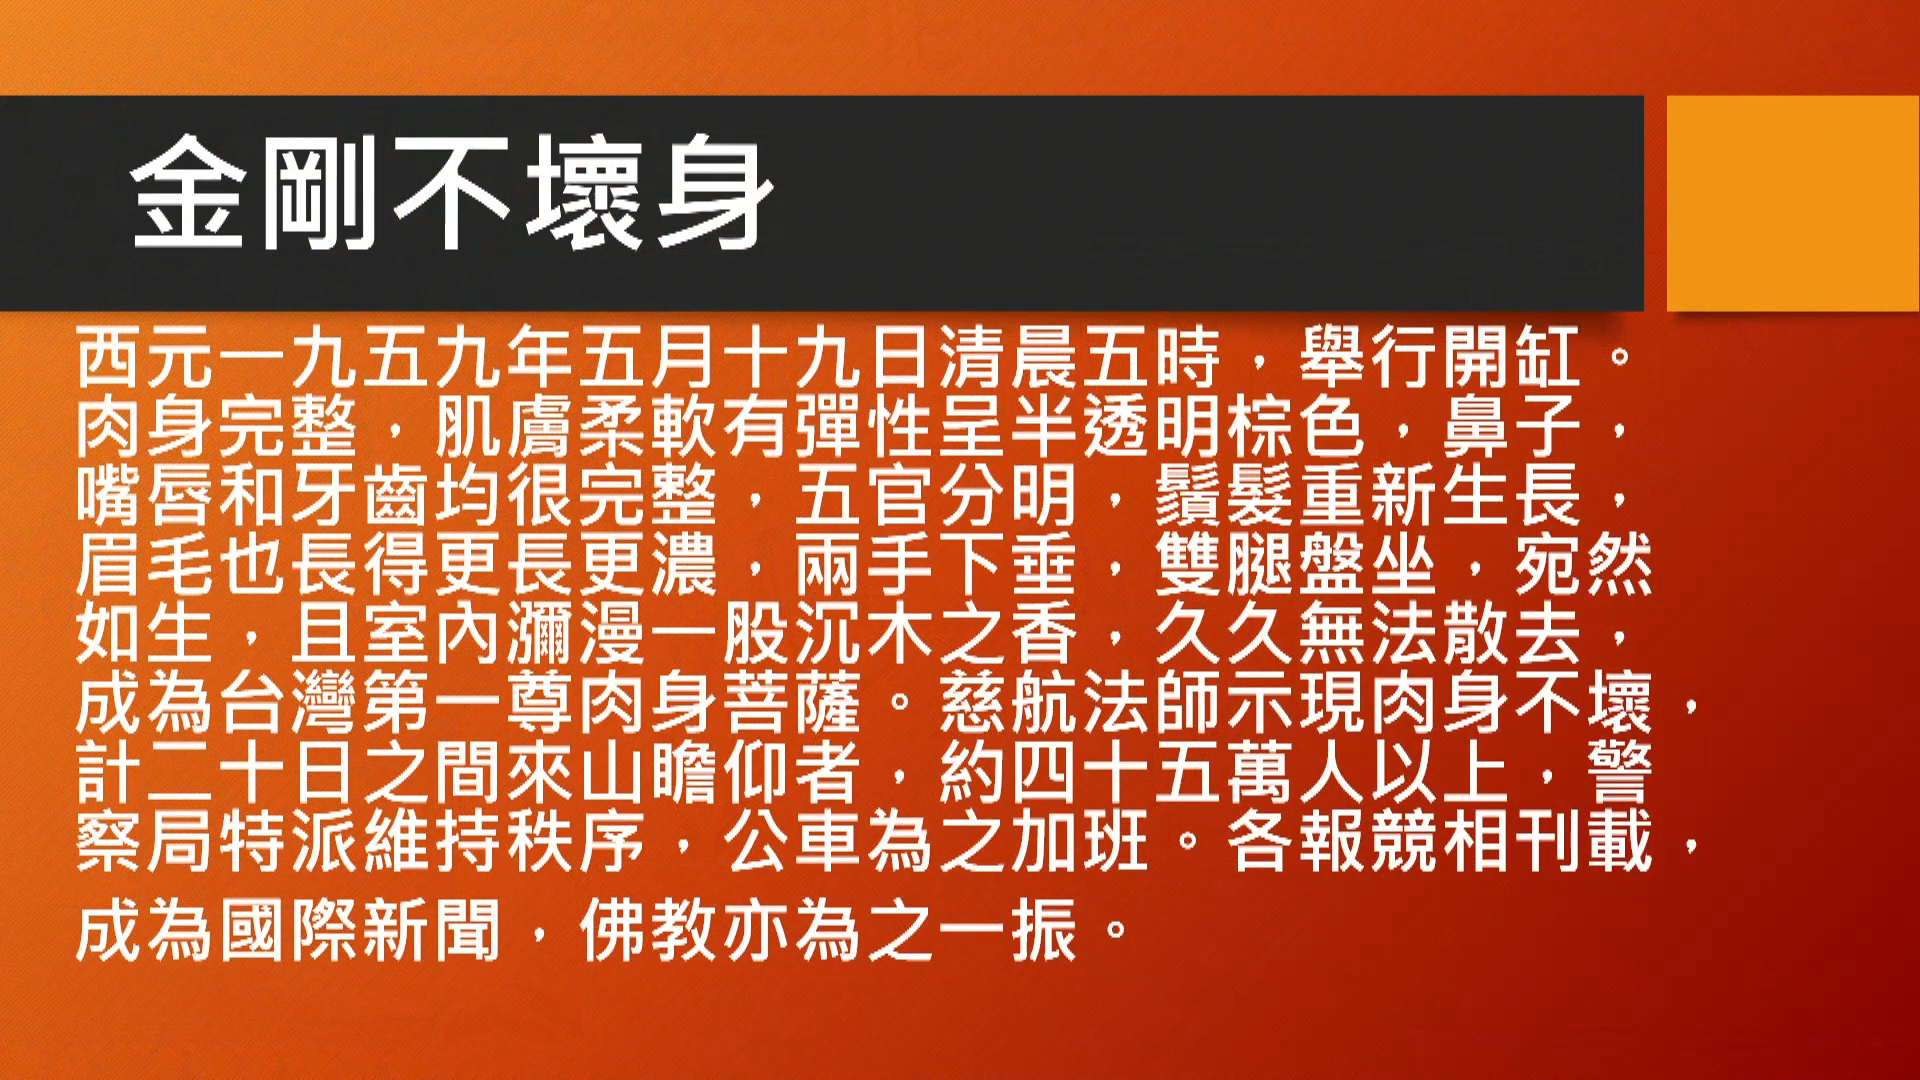 金剛不壞身
西元一九五九年五月十九日清晨五時，舉行開缸。
肉身完整，肌膚柔軟有彈性呈半透明棕色，鼻子，
嘴唇和牙齒均很完整，五官分明，鬚髮重新生長，
眉毛也長得更長更濃，兩手下垂，雙腿盤坐，宛然
如生，且室內瀰漫一股沉木之香，久久無法散去，
成為台灣第一尊肉身菩薩。慈航法師示現肉身不壞，
計二十日之間來山瞻仰者，約四十五萬人以上，警
察局特派維持秩序，公車為之加班。各報競相刊載，
成為國際新聞，佛教亦為之一振。